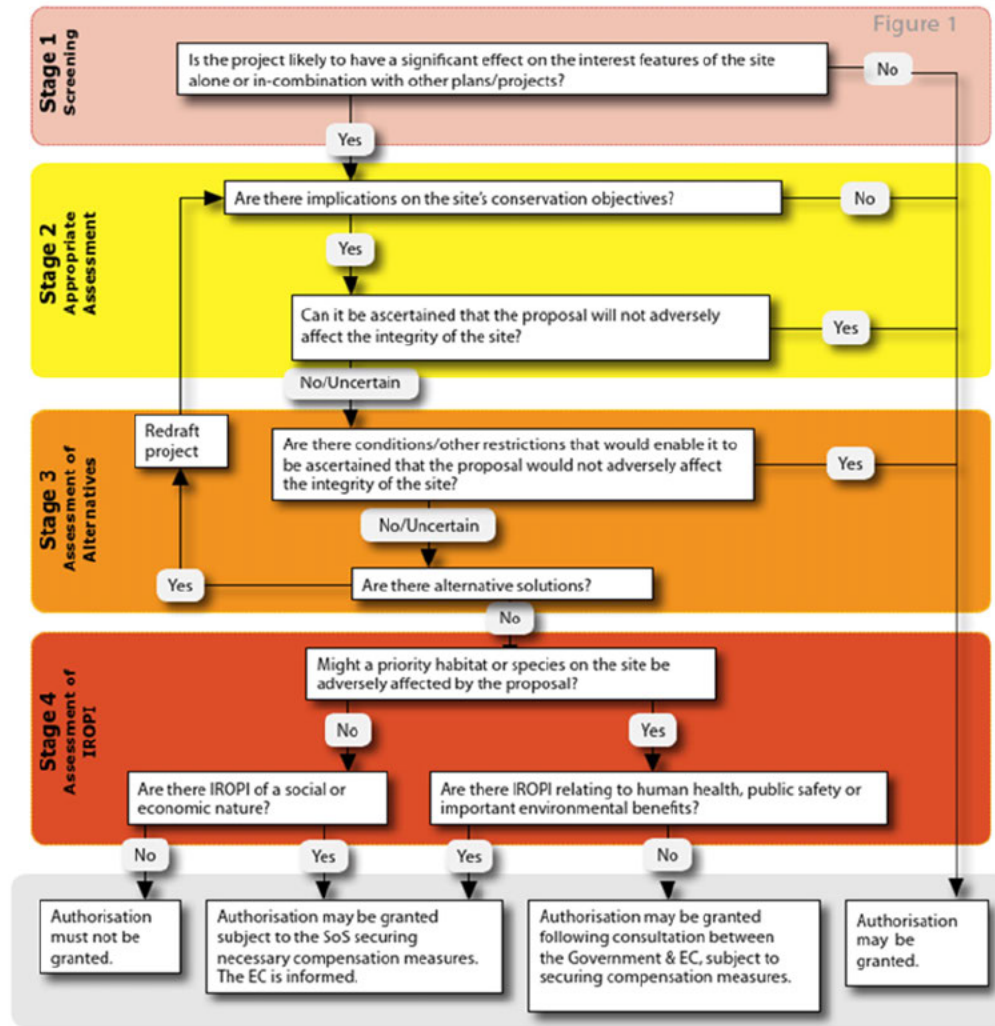 Figure 1
Stage 1
Screening
Is the project likely to have a significant effect on the interest features of the site
alone or in-combination with other plans/projects?
No
Yes
Stage 2
Appropriate
Assessment
Are there implications on the site's conservation objectives?
No
Yes
Can it be ascertained that the proposal will not adversely
affect the integrity of the site?
Yes
No/Uncertain
Stage 3
Assessment of
Alternatives
Redraft
project
Are there conditions/other restrictions that would enable it to
be ascertained that the proposal would not adversely affect
the integrity of the site?
Yes
No/Uncertain
Yes
Are there alternative solutions?
No
Stage 4
Assessment of
IROPI
Might a priority habitat or species on the site be
adversely affected by the proposal?
No
Yes
Are there IROPI of a social or
economic nature?
Are there IROPI relating to human health, public safety or
important environmental benefits?
No
Yes
Yes
No
Authorisation
must not be
granted.
Authorisation may be granted
subject to the SoS securing
necessary compensation measures.
The EC is informed.
Authorisation may be granted
following consultation between
the Government & EC, subject to
securing compensation measures.
Authorisation
may be
granted.